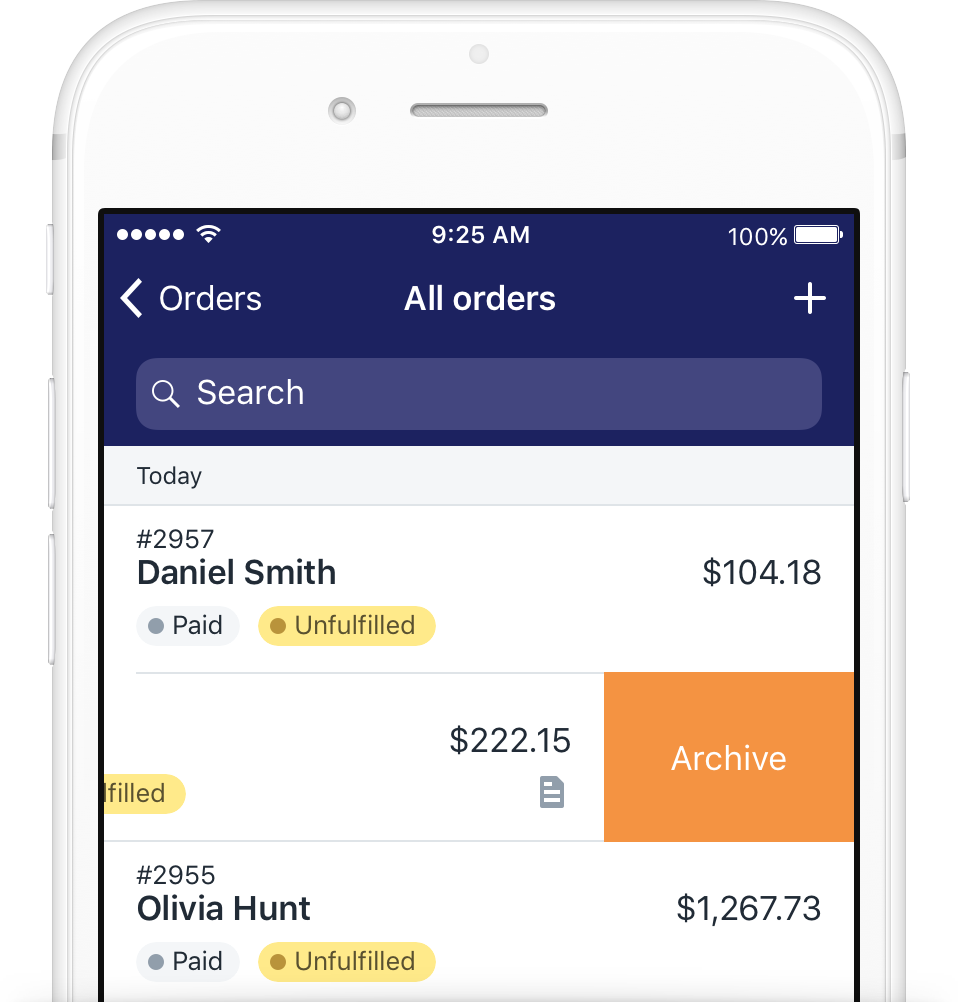 9:25 AM 100%
Orders All orders
Search
Today
#2957
Daniel Smith $104.18
Paid Unfulfilled
$222.15
Archive
lfilled
#2955
Olivia Hunt $1,267.73
Paid Unfulfilled